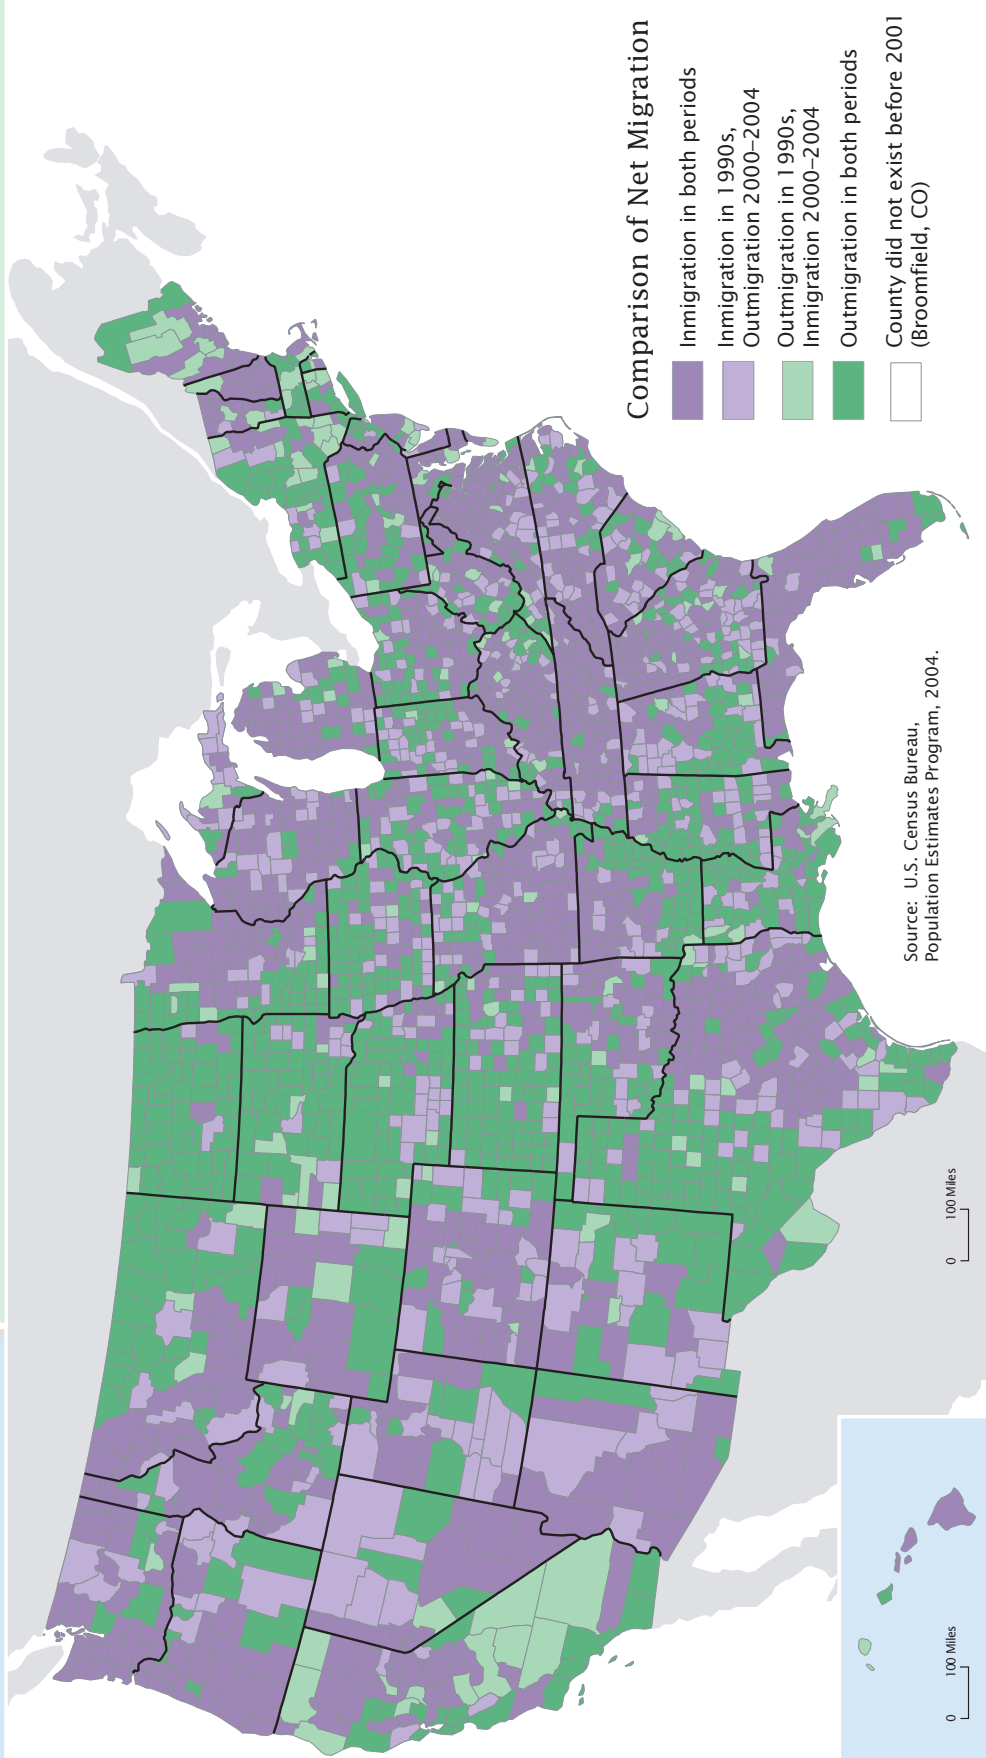 Comparison of Net Migration
Inmigration in both periods
Inmigration in 1990s,
Outmigration 2000–2004
Outmigration in 1990s,
Inmigration 2000–2004
Outmigration in both periods
County did not exist before 2001
(Broomfield, CO)
Source: U.S. Census Bureau,
Population Estimates Program, 2004.
0 100 Miles
0 100 Miles